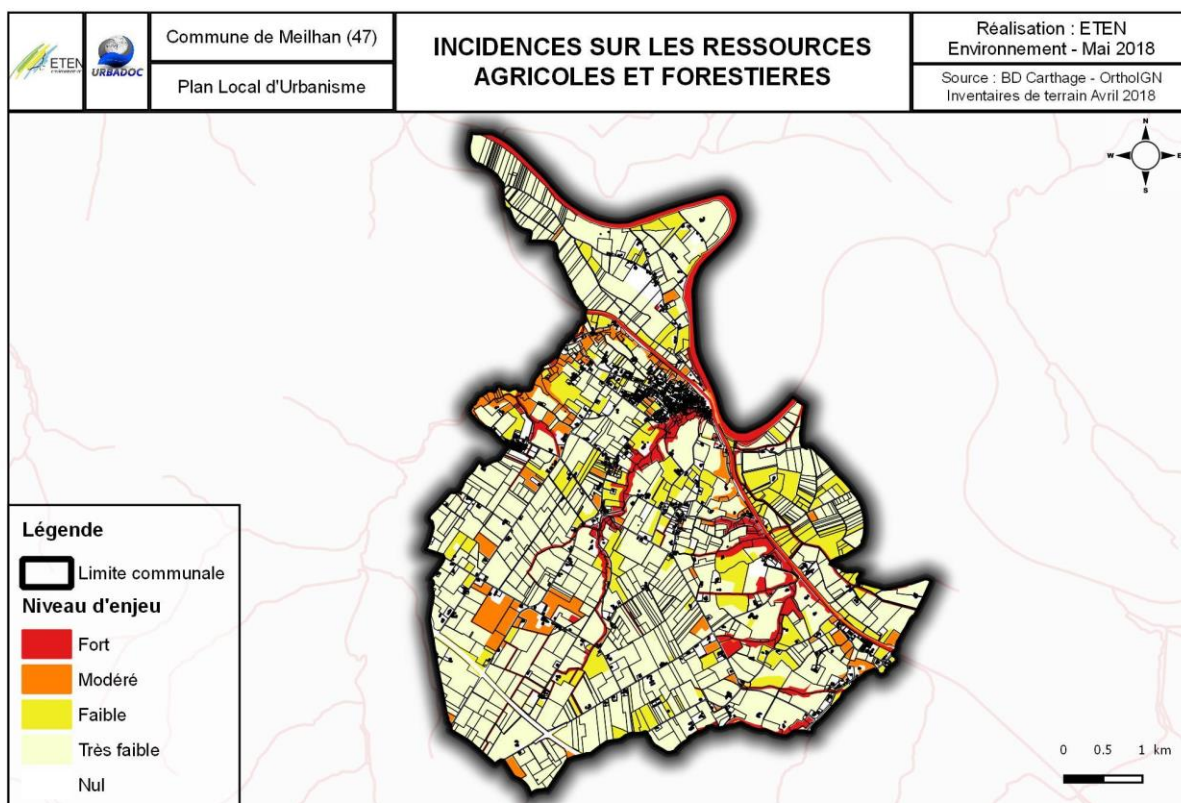 ETEN
URBADOC
Commune de Meilhan (47)
Plan Local d'Urbanisme
INCIDENCES SUR LES RESSOURCES
AGRICOLES ET FORESTIERES
Réalisation : ETEN
Environnement - Mai 2018
Source : BD Carthage - OrthoIGN
Inventaires de terrain Avril 2018
N
W
E
S
Légende
Limite communale
Niveau d'enjeu
Fort
Modéré
Faible
Très faible
Nul
0 0.5 1 km